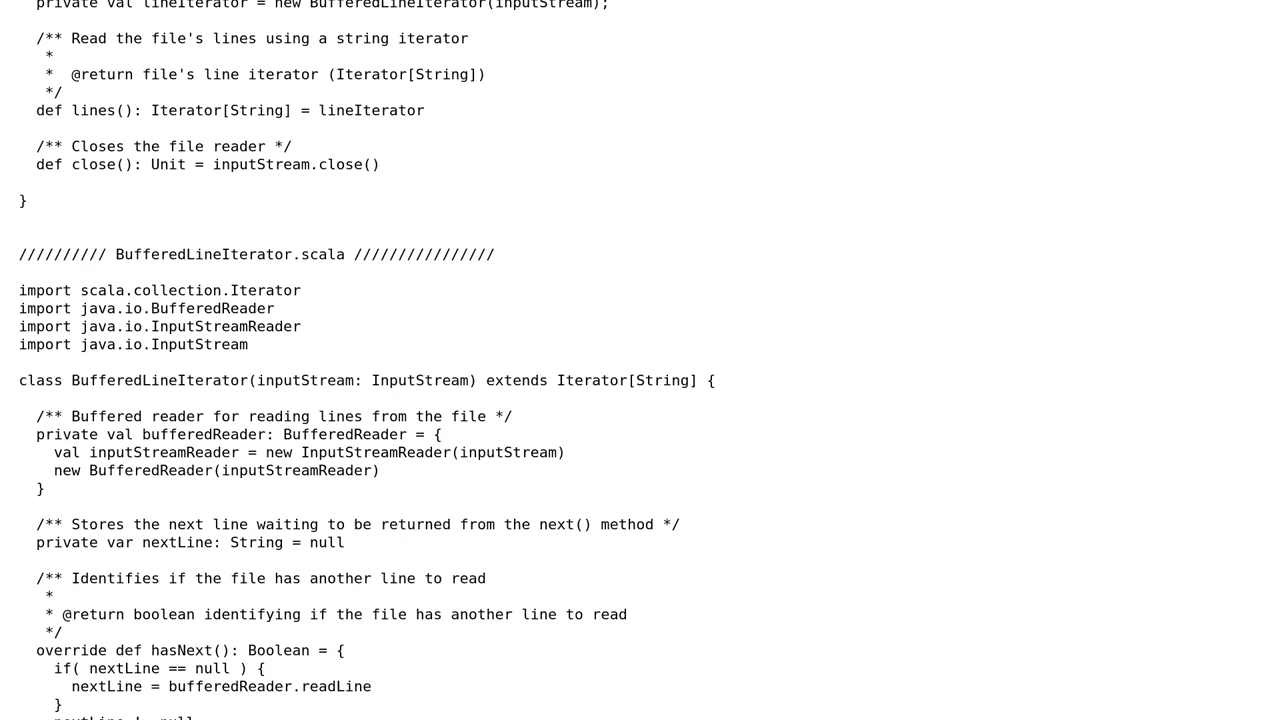 private val lineIterator = new BufferedLineIterator(inputStream);
/** Read the file's lines using a string iterator
*
* @return file's line iterator (Iterator[String])
*/
def lines(): Iterator[String] = lineIterator
/** Closes the file reader */
def close(): Unit = inputStream.close()
}
////////// BufferedLineIterator.scala ////////////////
import scala.collection.Iterator
import java.io.BufferedReader
import java.io.InputStreamReader
import java.io.InputStream
class BufferedLineIterator(inputStream: InputStream) extends Iterator[String] {
/** Buffered reader for reading lines from the file */
private val bufferedReader: BufferedReader = {
val inputStreamReader = new InputStreamReader(inputStream)
new BufferedReader(inputStreamReader)
}
/** Stores the next line waiting to be returned from the next() method */
private var nextLine: String = null
/** Identifies if the file has another line to read
*
* @return boolean identifying if the file has another line to read
*/
override def hasNext(): Boolean = {
if( nextLine == null ) {
nextLine = bufferedReader.readLine
}